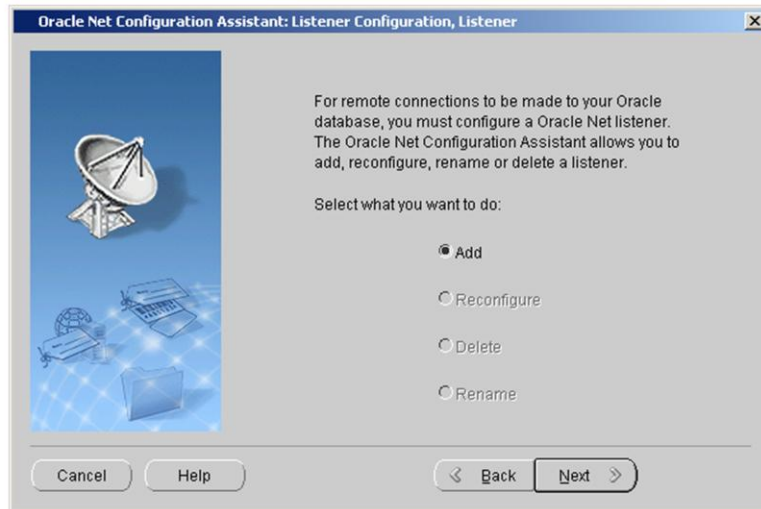 Oracle Net Configuration Assistant: Listener Configuration, Listener
For remote connections to be made to your Oracle
database, you must configure a Oracle Net listener.
The Oracle Net Configuration Assistant allows you to
add, reconfigure, rename or delete a listener.
Select what you want to do:
Add
Reconfigure
Delete
Rename
Cancel
Help
Back
Next